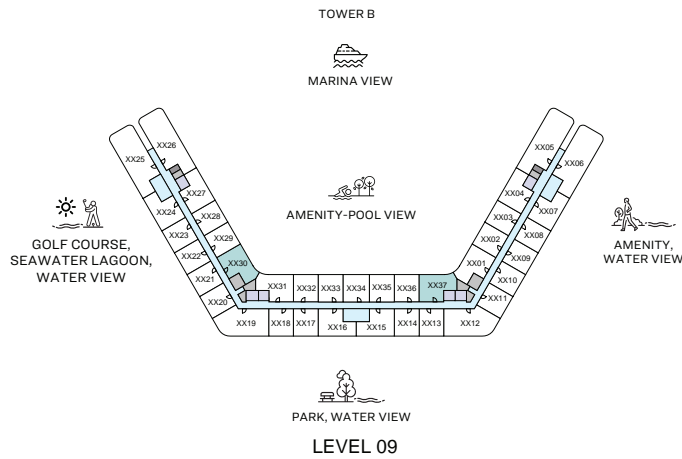 TOWER B
MARINA VIEW
XX26
XX25
XX05
XX06
XX27
XX04
XX24
XX07
XX28
XX03
XX23
XX08
AMENITY-POOL VIEW
XX29
XX02
XX22
XX09
GOLF COURSE,
SEAWATER LAGOON,
WATER VIEW
AMENITY,
WATER VIEW
XX30
XX01
XX21
XX10
XX31
XX32
XX33
XX34
XX35
XX36
XX37
XX20
XX11
XX19
XX18
XX17
XX16
XX15
XX14
XX13
XX12
PARK, WATER VIEW
LEVEL 09